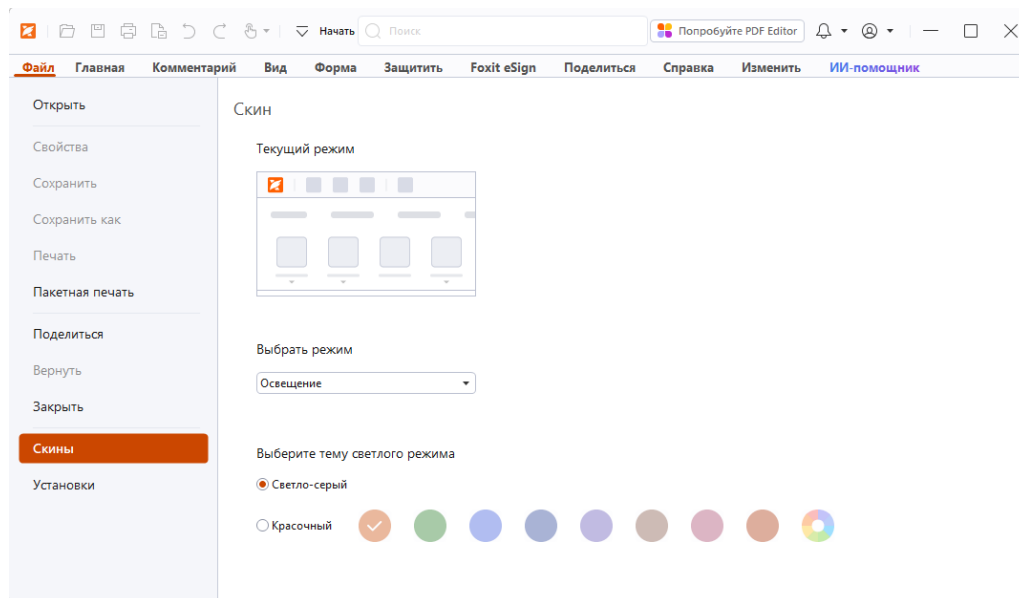 Начать
Поиск
Попробуйте PDF Editor
Файл Главная Комментарий Вид Форма Защитить Foxit eSign Поделиться Справка Изменить ИИ-помощник
Открыть
Свойства
Сохранить
Сохранить как
Печать
Пакетная печать
Поделиться
Вернуть
Закрыть
Скины
Установки
Скин
Текущий режим
Выбрать режим
Освещение
Выберите тему светлого режима
Светло-серый
Красочный